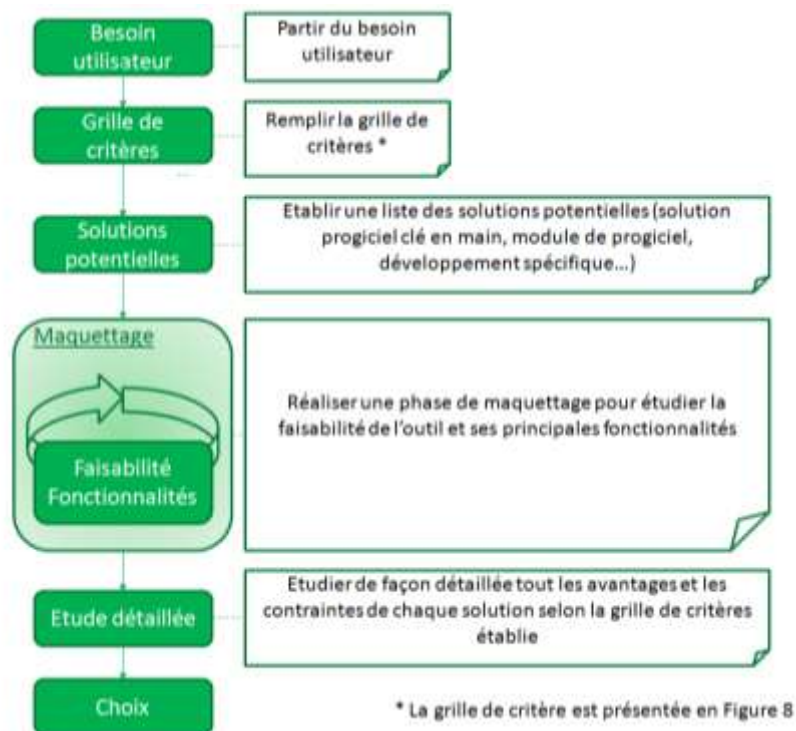 Besoin
utilisateur
Partir du besoin
utilisateur
Grille de
critères
Remplir la grille de
critères *
...
Solutions
potentielles
Etablir une liste des solutions potentielles (solution
progiciel clé en main, module de progiciel,
développement spécifique...)
Maquettage
Faisabilité
Fonctionnalités
Réaliser une phase de maquettage pour étudier la
faisabilité de l'outil et ses principales fonctionnalités
Etude détaillée
Etudier de façon détaillée tout les avantages et les
contraintes de chaque solution selon la grille de critères
établie
Choix
* La grille de critère est présentée en Figure 8